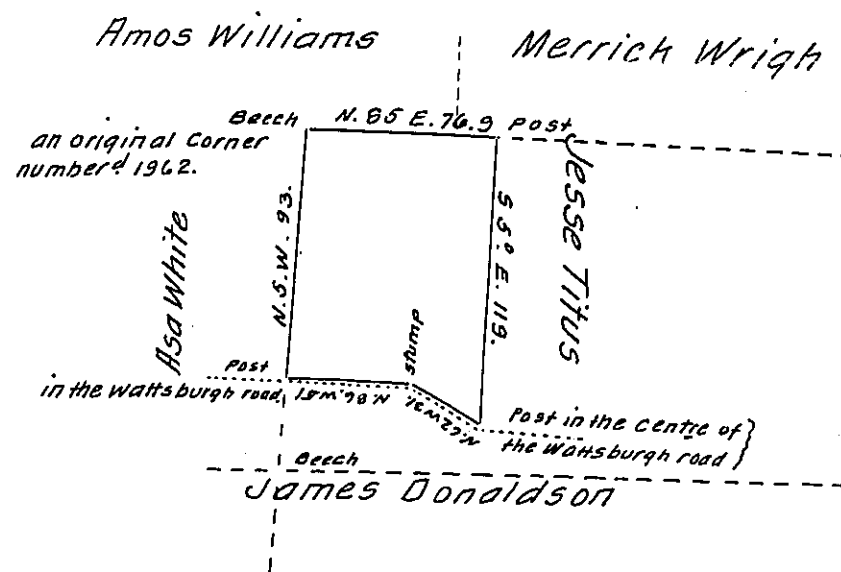 Amos Williams
Merrick Wrigh
Beech
N. 85 E. 76.9
Post
an original Corner
numberd 1962.
Jesse Titus
Asa White
N.5.W. 93.
S 5° E. 119.
stump
Post
in the Wattsburgh road
N. 86.W 51
N.62W 31.
Post in the Centre of
the Wattsburgh road
Beech
James Donaldson